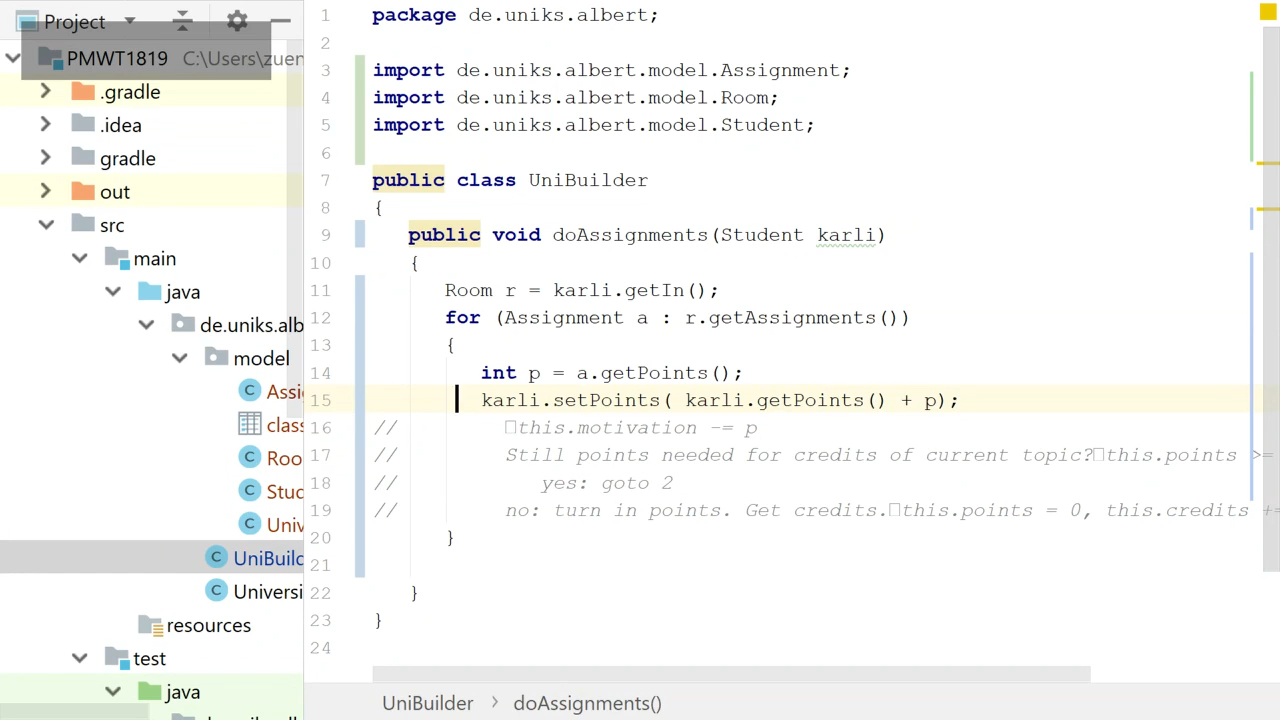 Project
PMWT1819 C:\Users\zuen
.gradle
.idea
gradle
out
src
main
java
de.uniks.alb
model
Assi
class
Roo
Stud
Univ
UniBuilc
Universi
resources
test
java
1 package de.uniks.albert;
2
3 import de.uniks.albert.model.Assignment;
4 import de.uniks.albert.model.Room;
5 import de.uniks.albert.model.Student;
6
7 public class UniBuilder
8 {
9 public void doAssignments(Student karli)
10 {
11 Room r = karli.getIn();
12 for (Assignment a : r.getAssignments())
13 {
14 int p = a.getPoints();
15 karli.setPoints( karli.getPoints() + p);
16 // this.motivation -= p
17 // Still points needed for credits of current topic? this.points >=
18 // yes: goto 2
19 // no: turn in points. Get credits. this.points = 0, this.credits +=
20 }
21
22 }
23 }
24
UniBuilder > doAssignments()